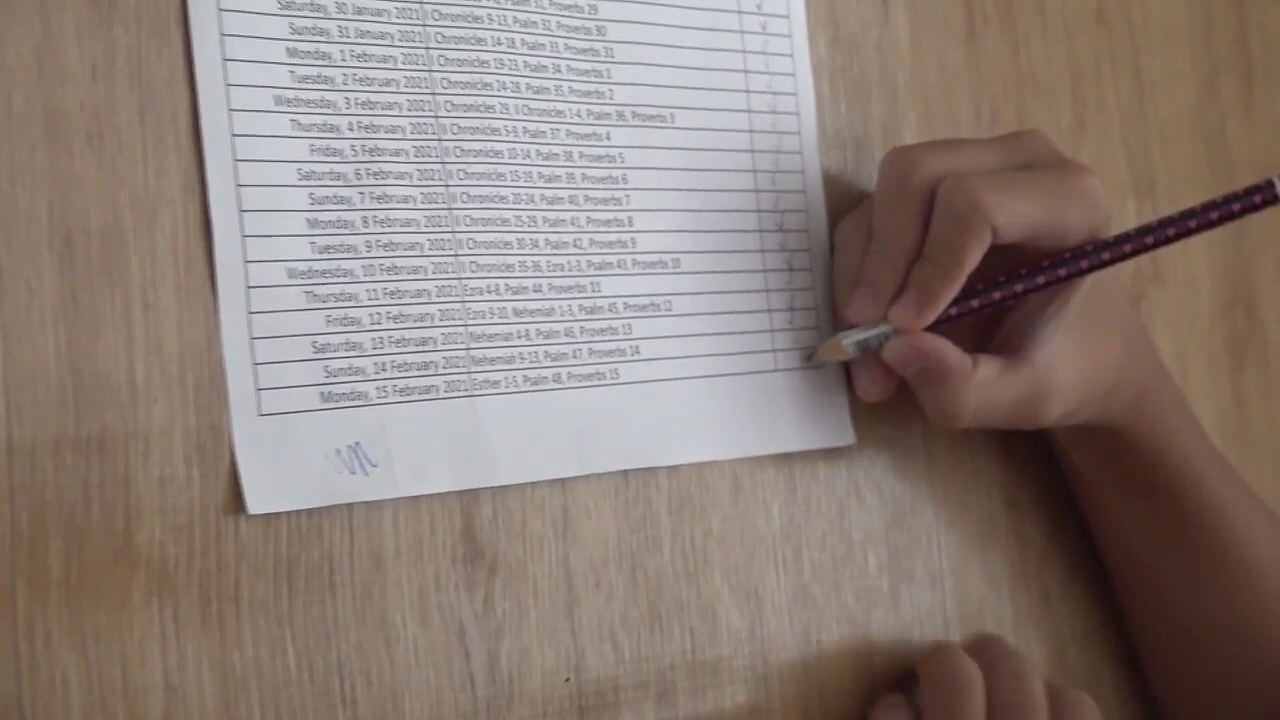 Psalm 31, Proverbs 29
Saturday, 30 January 2021 I Chronicles 9-13, Psalm 32, Proverbs 30
Sunday, 31 January 2021 I Chronicles 14-18, Psalm 33, Proverbs 31
Monday, 1 February 2021 I Chronicles 19-23, Psalm 34, Proverbs 1
Tuesday, 2 February 2021 I Chronicles 24-28, Psalm 35, Proverbs 2
Wednesday, 3 February 2021 I Chronicles 29, II Chronicles 1-4, Psalm 36, Proverbs 3
Thursday, 4 February 2021 II Chronicles 5-9, Psalm 37, Proverbs 4
Friday, 5 February 2021 II Chronicles 10-14, Psalm 38, Proverbs 5
Saturday, 6 February 2021 II Chronicles 15-19, Psalm 39, Proverbs 6
Sunday, 7 February 2021 II Chronicles 20-24, Psalm 40, Proverbs 7
Monday, 8 February 2021 II Chronicles 25-29, Psalm 41, Proverbs 8
Tuesday, 9 February 2021 II Chronicles 30-34, Psalm 42, Proverbs 9
Wednesday, 10 February 2021 II Chronicles 35-36, Ezra 1-3, Psalm 43, Proverbs 10
Thursday, 11 February 2021 Ezra 4-8, Psalm 44, Proverbs 11
Friday, 12 February 2021 Ezra 9-10, Nehemiah 1-3, Psalm 45, Proverbs 12
Saturday, 13 February 2021 Nehemiah 4-8, Psalm 46, Proverbs 13
Sunday, 14 February 2021 Nehemiah 9-13, Psalm 47, Proverbs 14
Monday, 15 February 2021 Esther 1-5, Psalm 48, Proverbs 15